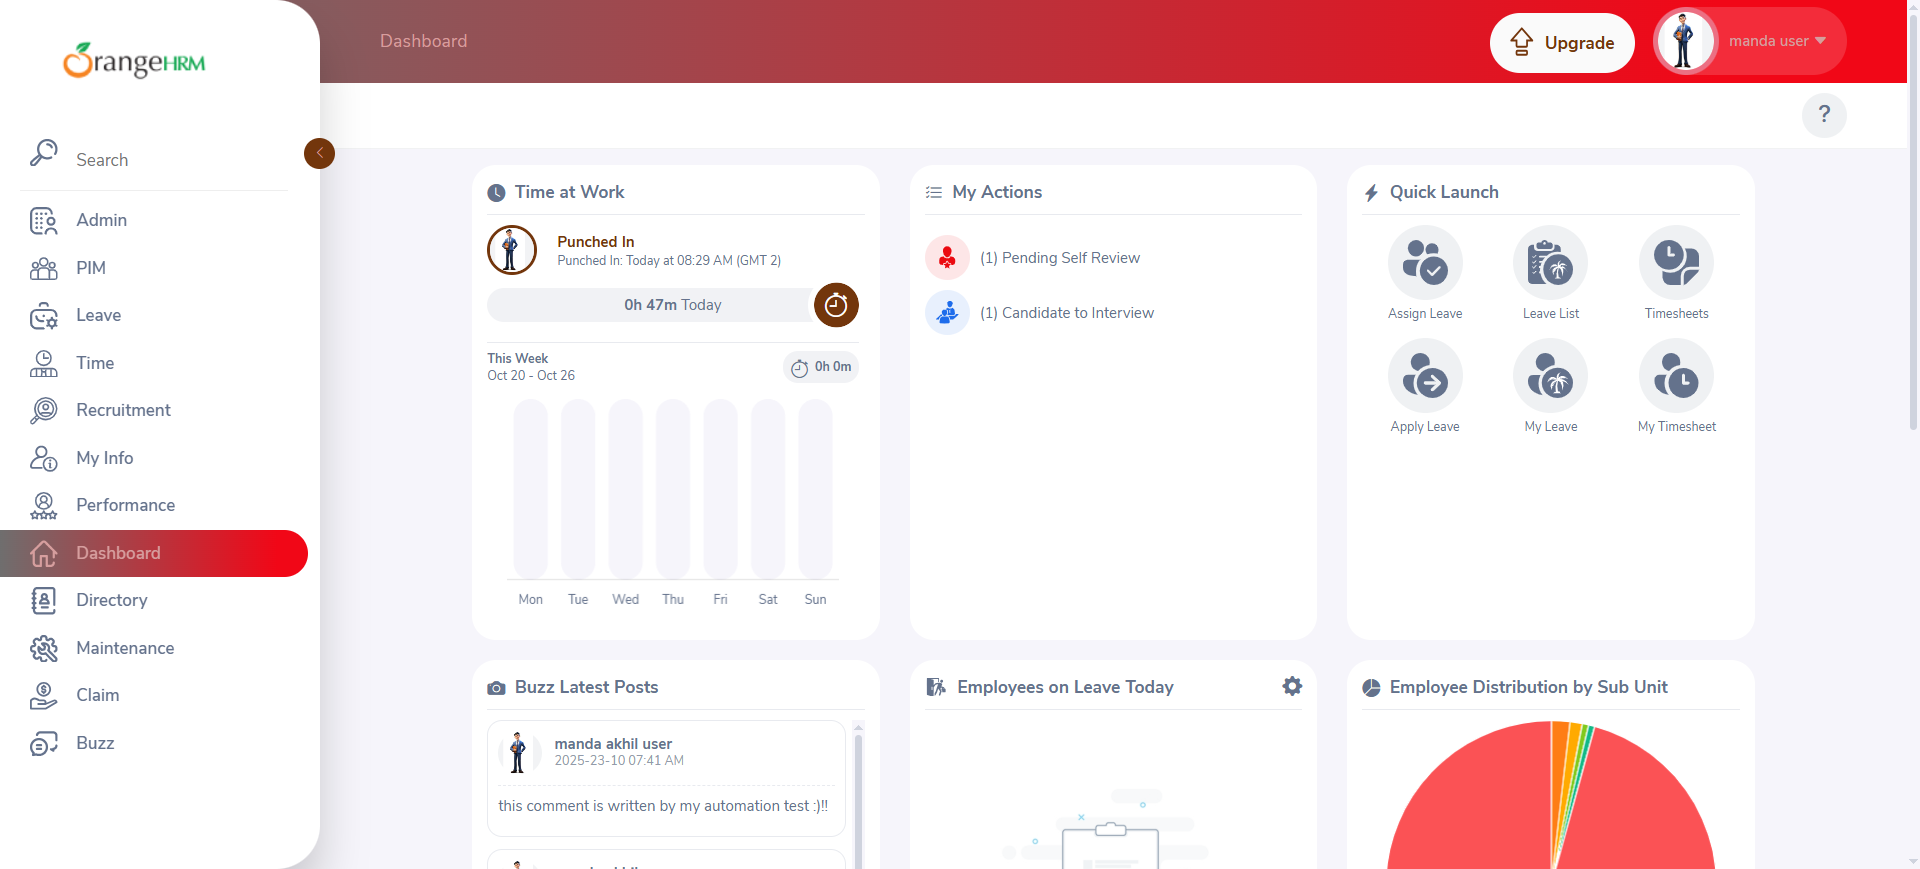 OrangeHRM
Dashboard
Upgrade
manda user
?
Search
Admin
PIM
Leave
Time
Recruitment
My Info
Performance
Dashboard
Directory
Maintenance
Claim
Buzz
Time at Work
Punched In
Punched In: Today at 08:29 AM (GMT 2)
0h 47m Today
This Week
Oct 20 - Oct 26
0h 0m
Mon Tue Wed Thu Fri Sat Sun
My Actions
(1) Pending Self Review
(1) Candidate to Interview
Quick Launch
Assign Leave
Leave List
Timesheets
Apply Leave
My Leave
My Timesheet
Buzz Latest Posts
manda akhil user
2025-23-10 07:41 AM
this comment is written by my automation test :)!!
Employees on Leave Today
Employee Distribution by Sub Unit